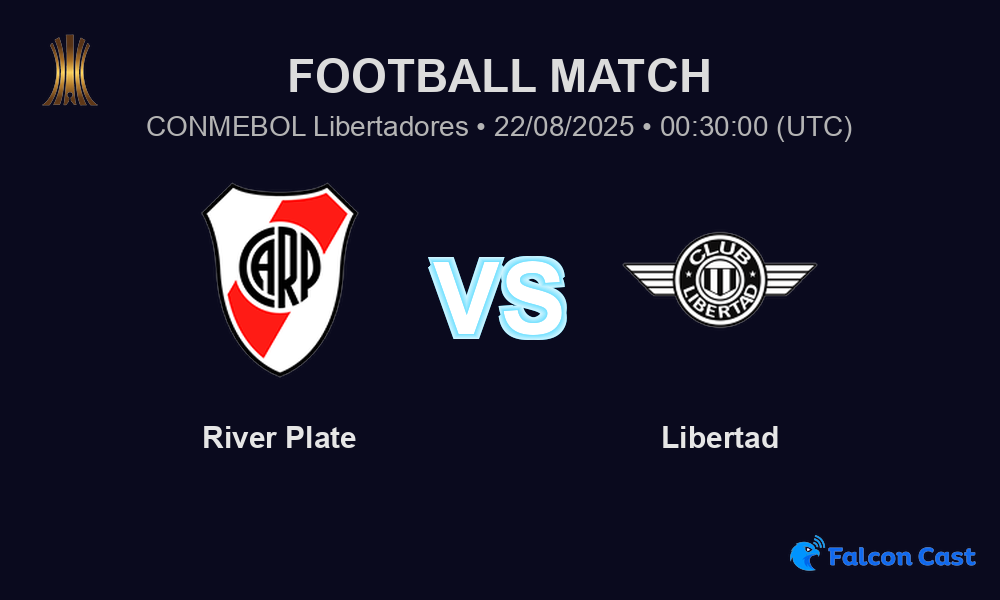 FOOTBALL MATCH
CONMEBOL Libertadores • 22/08/2025 • 00:30:00 (UTC)
CARP
VS
CLUB
LIBERTAD
River Plate
Libertad
Falcon Cast